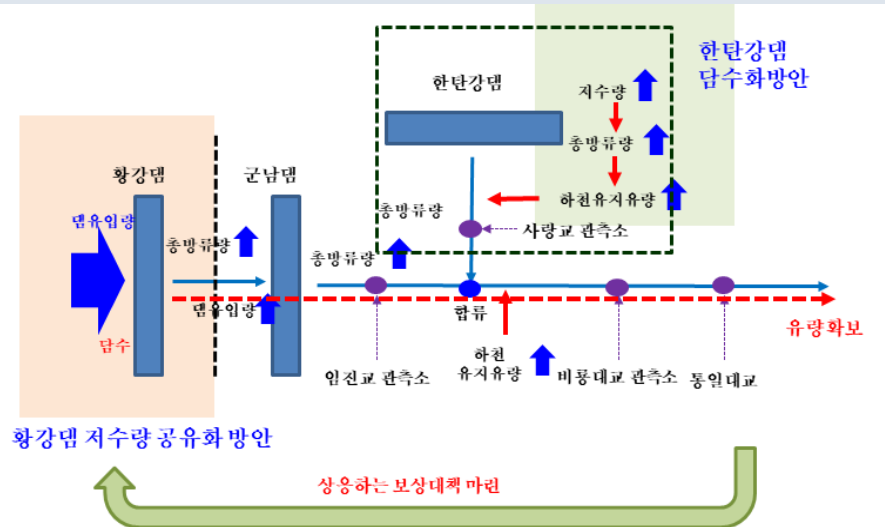 한탄강댐
담수화방안
한탄강댐
지수량
총방류량
하천유지유량
총방류량
사랑교 관측소
황강댐
군남댐
댐유입량
총방류량
총방류량
댐유입량
합류
담수
유량확보
임진교 관측소
하천
유지유량
비룡대교 관측소
통일대교
황강댐 저수량 공유화 방안
상응하는 보상대책 마련